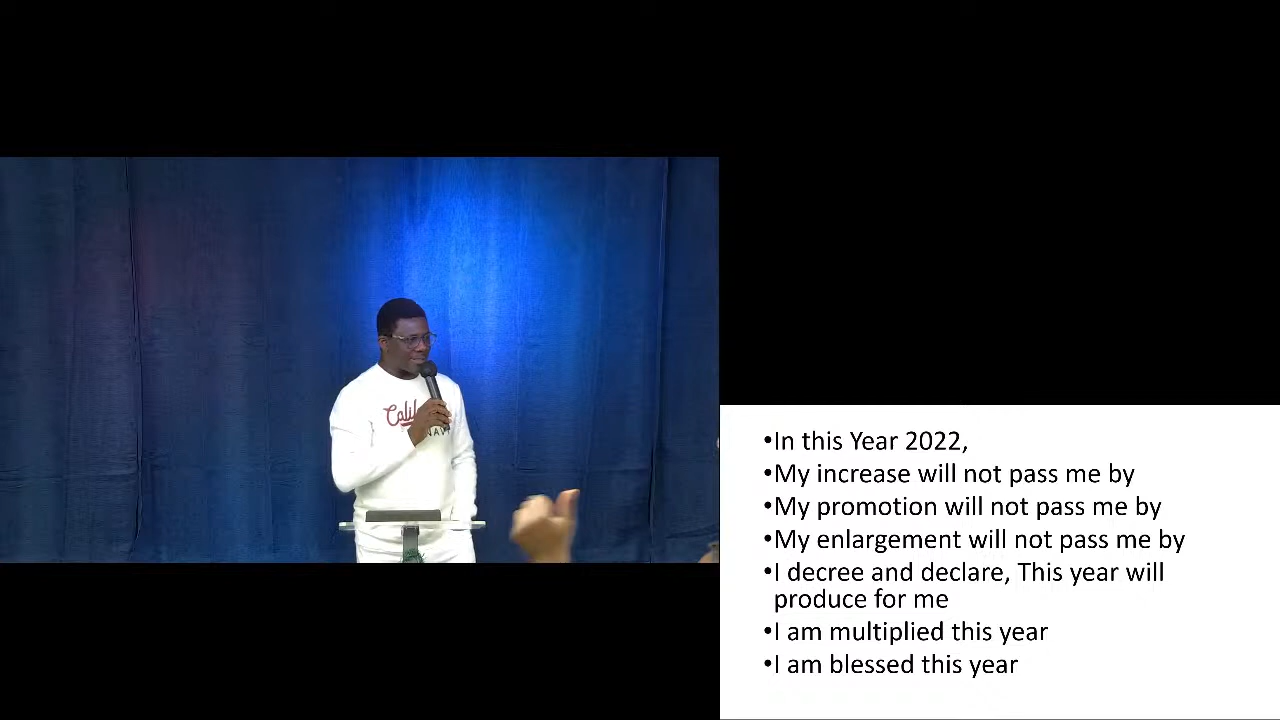 •In this Year 2022,
•My increase will not pass me by
•My promotion will not pass me by
•My enlargement will not pass me by
•I decree and declare, This year will
produce for me
•I am multiplied this year
•I am blessed this year